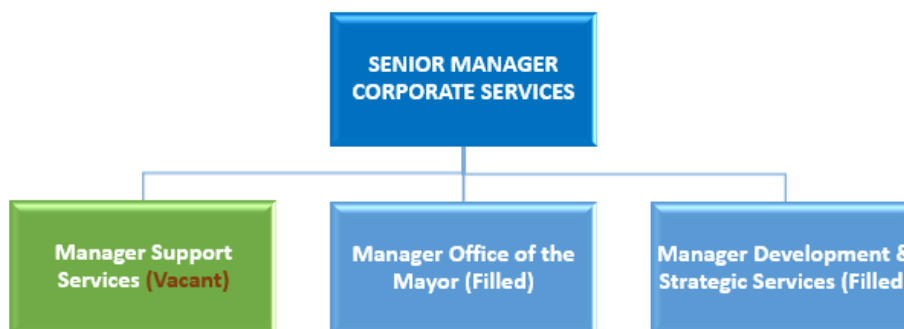 SENIOR MANAGER
CORPORATE SERVICES
Manager Support
Services (Vacant)
Manager Office of the
Mayor (Filled)
Manager Development &
Strategic Services (Filled